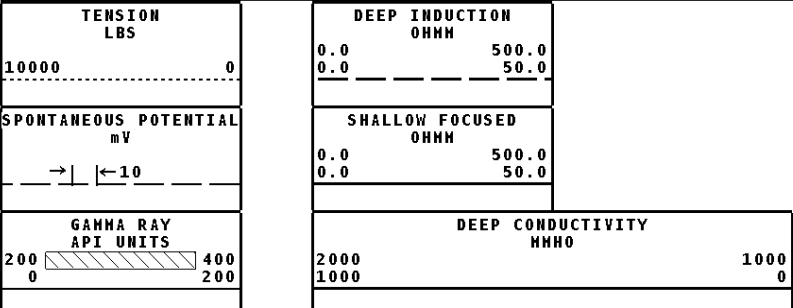 TENSION
LBS
10000 0
SPONTANEOUS POTENTIAL
mV
→| |←10
GAMMA RAY
API UNITS
200 400
0 200
DEEP INDUCTION
OHMM
0.0 500.0
0.0 50.0
SHALLOW FOCUSED
OHMM
0.0 500.0
0.0 50.0
DEEP CONDUCTIVITY
MMHO
2000 1000
1000 0